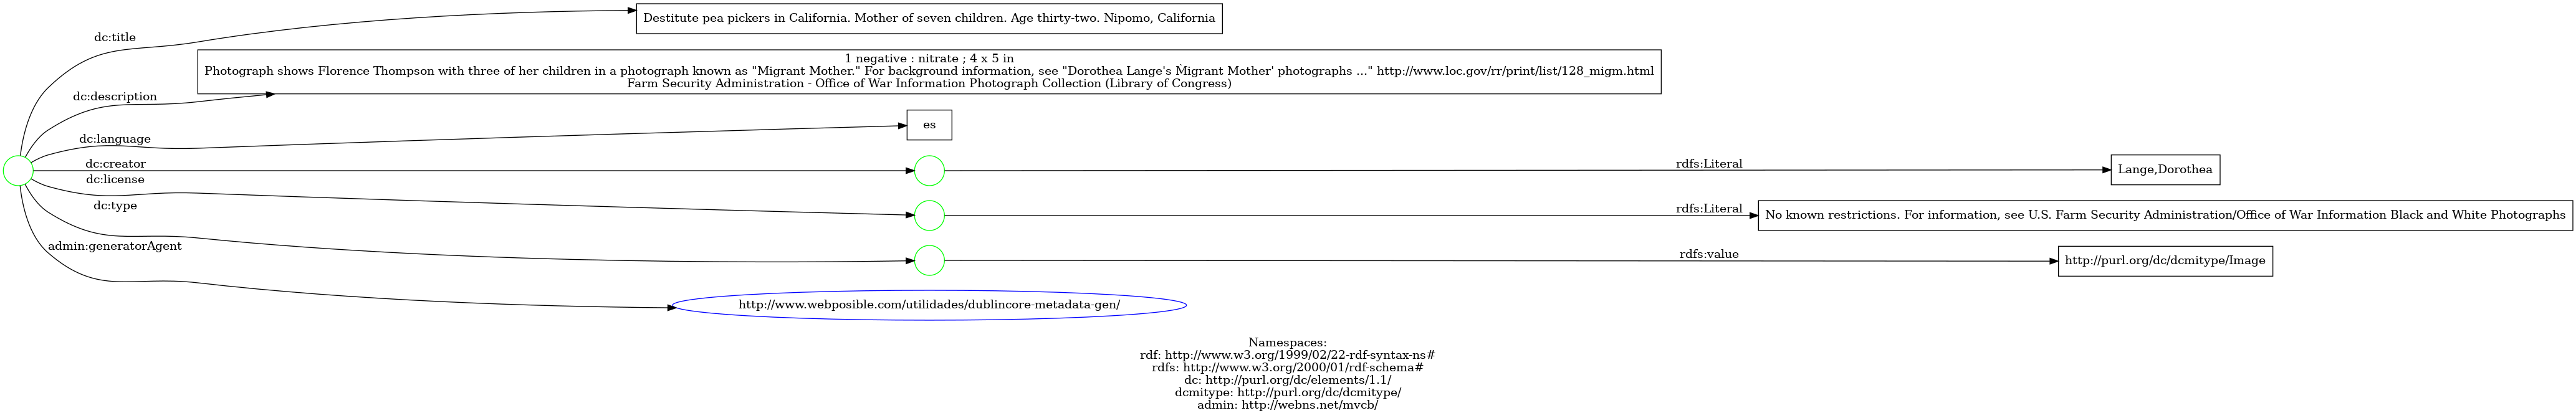 dc:title
Destitute pea pickers in California. Mother of seven children. Age thirty-two. Nipomo, California
dc:description
1 negative : nitrate ; 4 x 5 in
Photograph shows Florence Thompson with three of her children in a photograph known as "Migrant Mother." For background information, see "Dorothea Lange's Ṁigrant Mother' photographs ..." http://www.loc.gov/rr/print/list/128_migm.html
Farm Security Administration - Office of War Information Photograph Collection (Library of Congress)
dc:language
es
dc:creator
rdfs:Literal
Lange,Dorothea
dc:license
rdfs:Literal
No known restrictions. For information, see U.S. Farm Security Administration/Office of War Information Black and White Photographs
dc:type
rdfs:value
http://purl.org/dc/dcmitype/Image
admin:generatorAgent
http://www.webposible.com/utilidades/dublincore-metadata-gen/
Namespaces:
rdf: http://www.w3.org/1999/02/22-rdf-syntax-ns#
rdfs: http://www.w3.org/2000/01/rdf-schema#
dc: http://purl.org/dc/elements/1.1/
dcmitype: http://purl.org/dc/dcmitype/
admin: http://webns.net/mvcb/